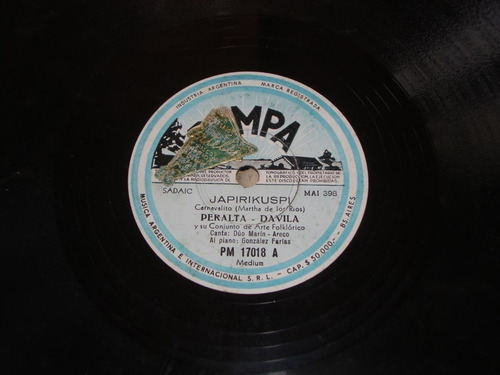 INDUSTRIA ARGENTINA MARCA REGISTRADA
MPA
SADAIC
MAI 398
JAPIRIKUSPI
Carnavalito (Martha de los Rios)
PERALTA - DAVILA
y su Conjunto de Arte Folklórico
Canta: Dúo Marín - Areco
Al piano: González Farías
PM 17018 A
Medium
MUSICA ARGENTINA E INTERNACIONAL S.R.L. - CAP. $ 50.000 - BS. AIRES.